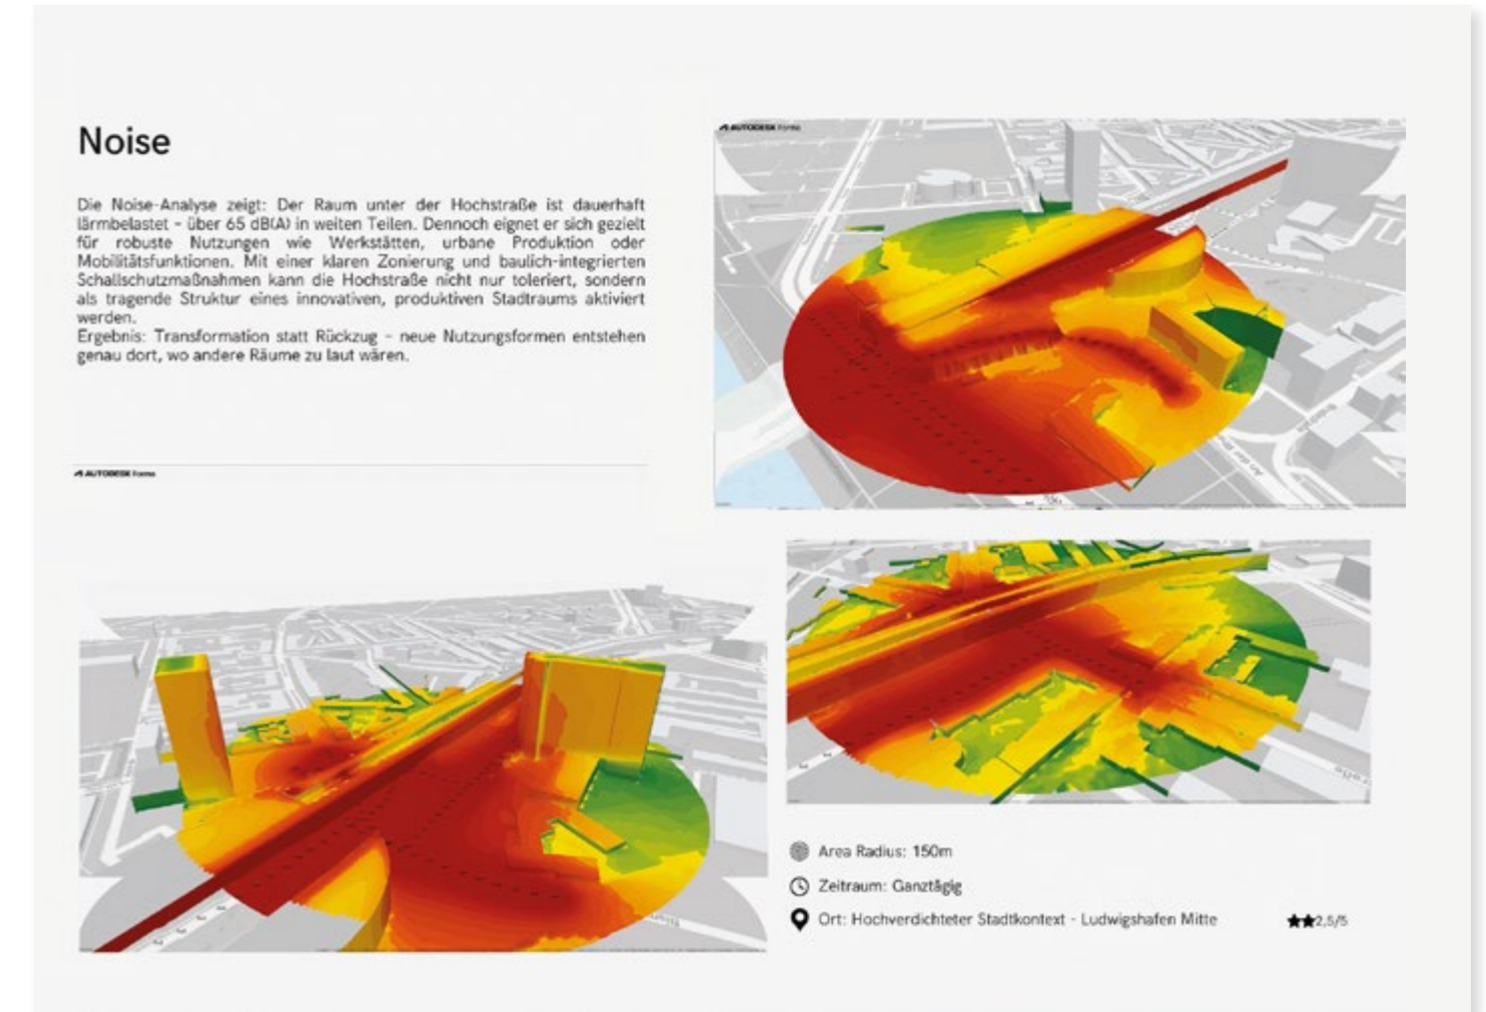 Noise
Die Noise-Analyse zeigt: Der Raum unter der Hochstraße ist dauerhaft
lärmbelastet – über 65 dB(A) in weiten Teilen. Dennoch eignet er sich gezielt
für robuste Nutzungen wie Werkstätten, urbane Produktion oder
Mobilitätsfunktionen. Mit einer klaren Zonierung und baulich-integrierten
Schallschutzmaßnahmen kann die Hochstraße nicht nur toleriert, sondern
als tragende Struktur eines innovativen, produktiven Stadtraums aktiviert
werden.
Ergebnis: Transformation statt Rückzug – neue Nutzungsformen entstehen
genau dort, wo andere Räume zu laut wären.
AUTODESK Forma
AUTODESK Forma
Area Radius: 150m
Zeitraum: Ganztägig
Ort: Hochverdichteter Stadtkontext - Ludwigshafen Mitte
2,5/5